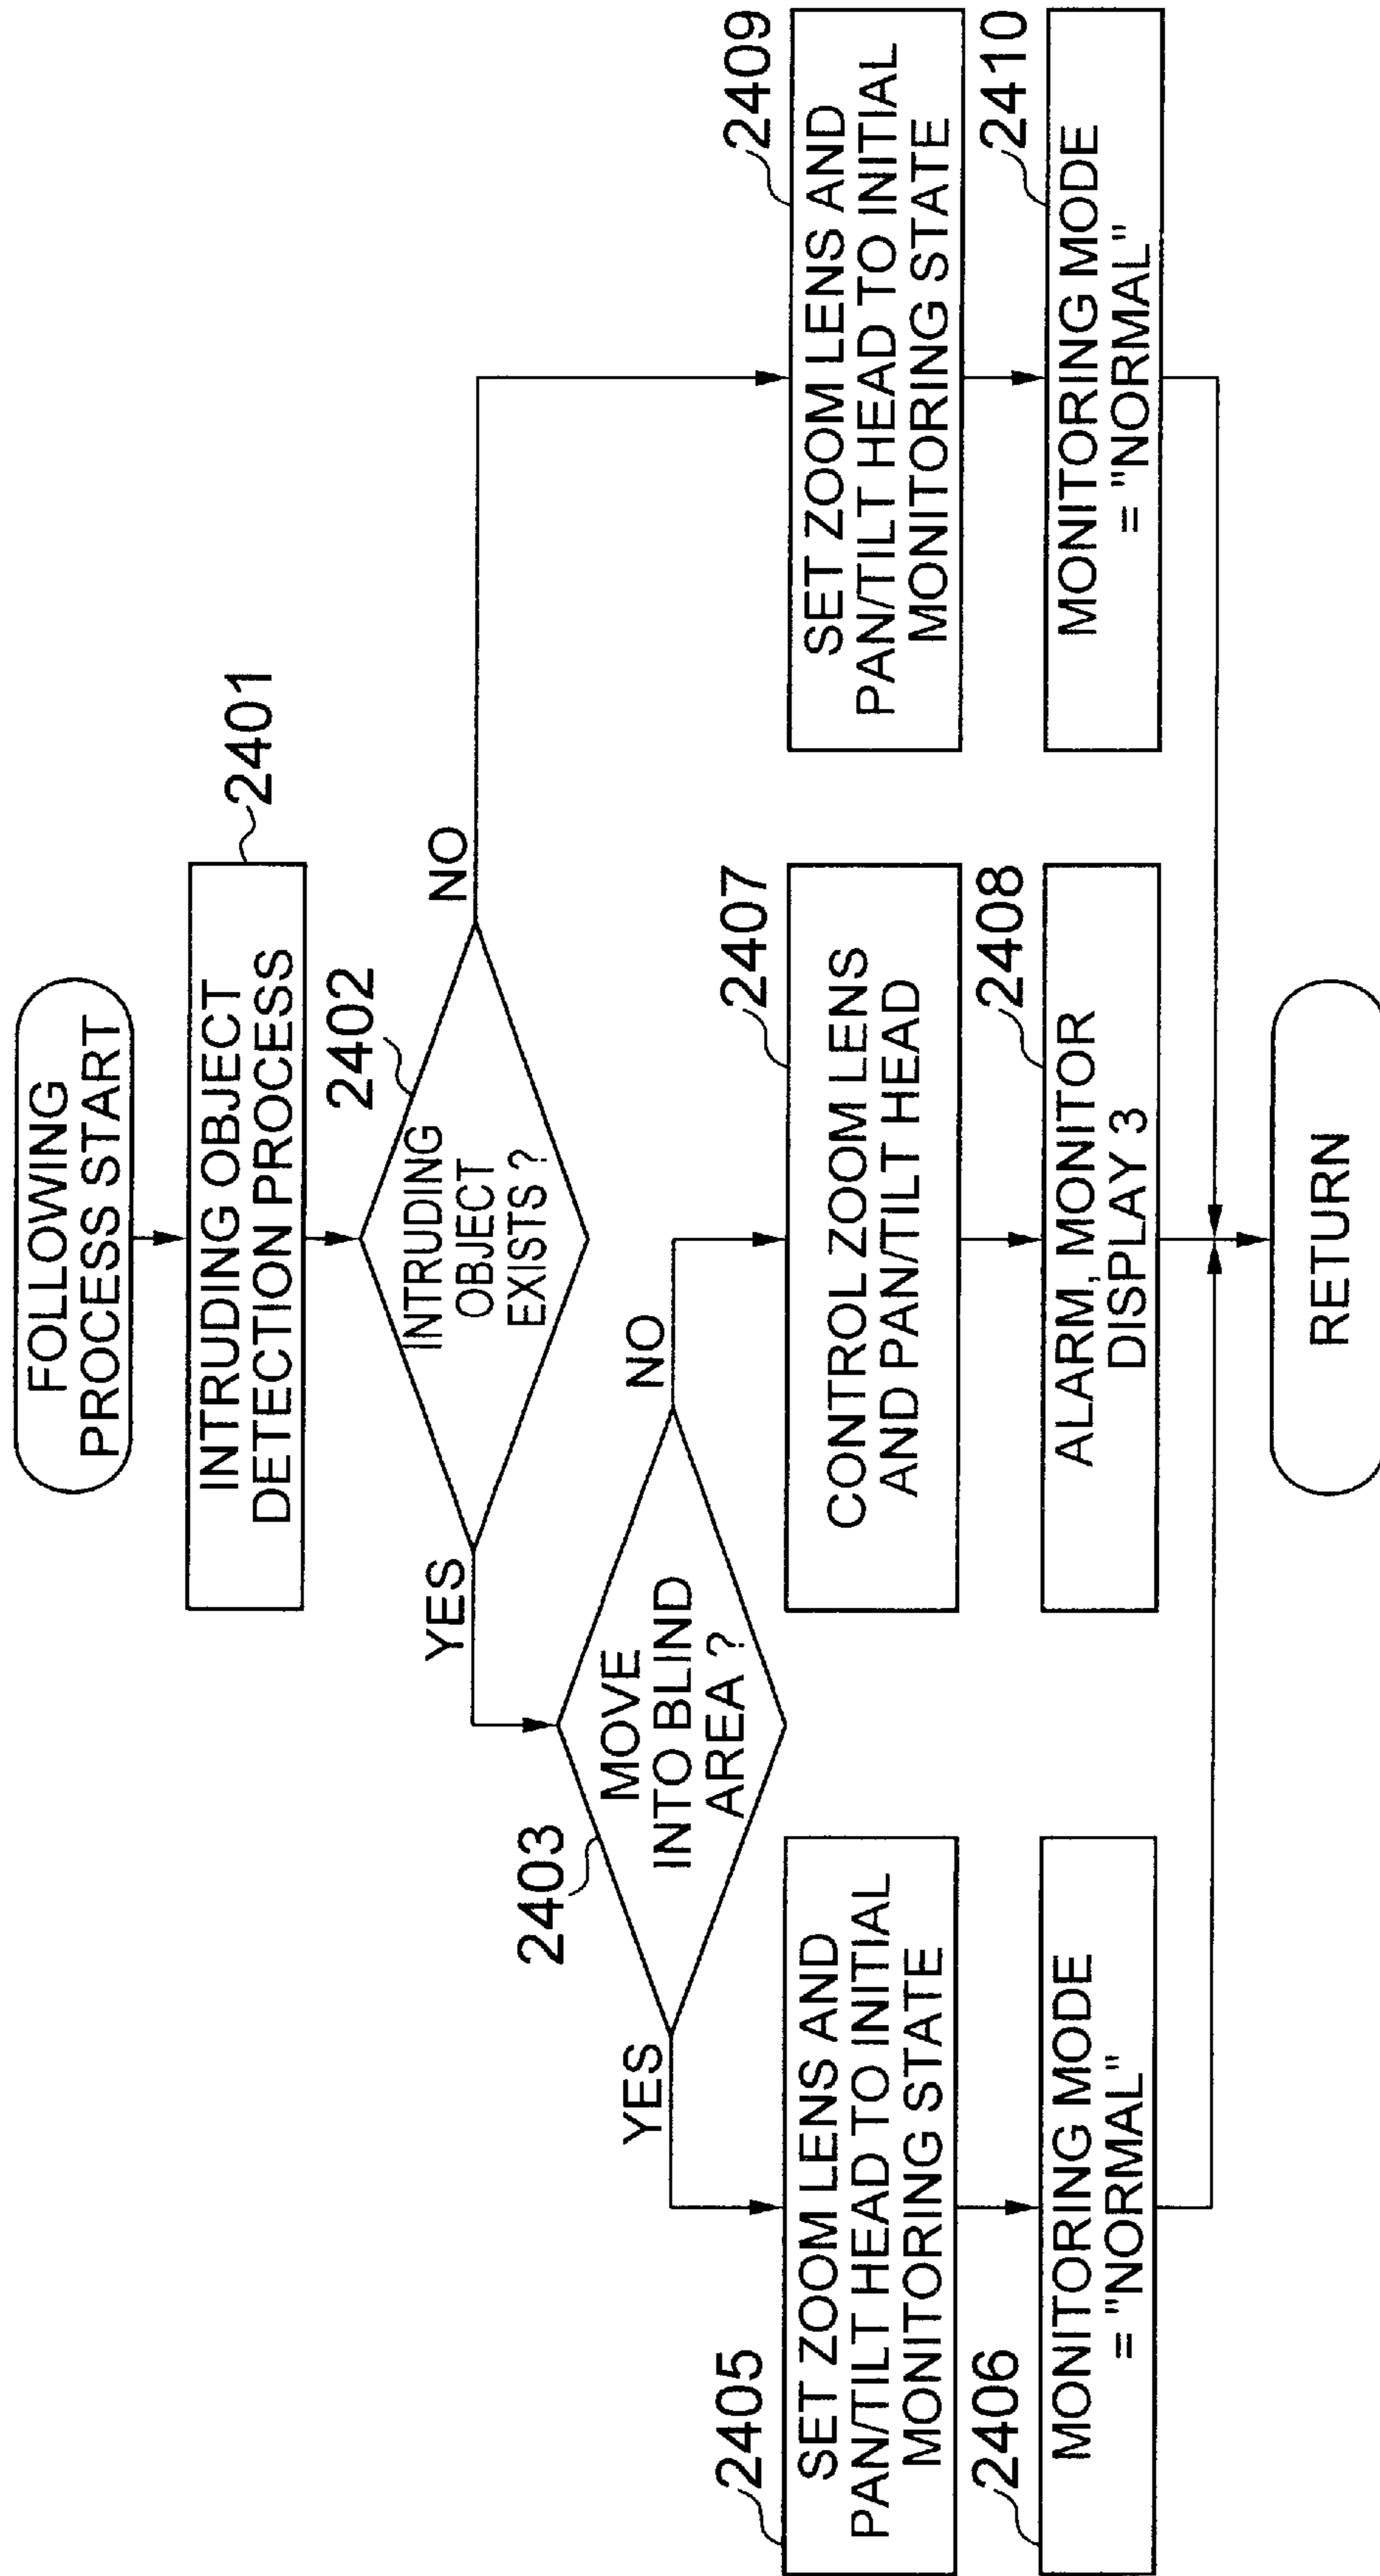 FOLLOWING
PROCESS START
2401
INTRUDING OBJECT
DETECTION PROCESS
2402
INTRUDING
OBJECT
EXISTS ?
YES
NO
2403
MOVE
INTO BLIND
AREA ?
YES
NO
2405
SET ZOOM LENS AND
PAN/TILT HEAD TO INITIAL
MONITORING STATE
2406
MONITORING MODE
= "NORMAL"
2407
CONTROL ZOOM LENS
AND PAN/TILT HEAD
2408
ALARM, MONITOR
DISPLAY 3
2409
SET ZOOM LENS AND
PAN/TILT HEAD TO INITIAL
MONITORING STATE
2410
MONITORING MODE
= "NORMAL"
RETURN